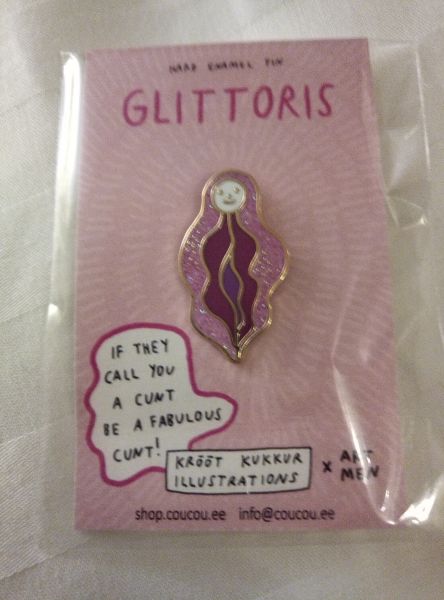 HARD ENAMEL PIN
GLITTORIS
IF THEY
CALL YOU
A CUNT
BE A FABULOUS
CUNT!
KRÕÕT KUKKUR
ILLUSTRATIONS
x ART
MEN
shop.coucou.ee info@coucou.ee